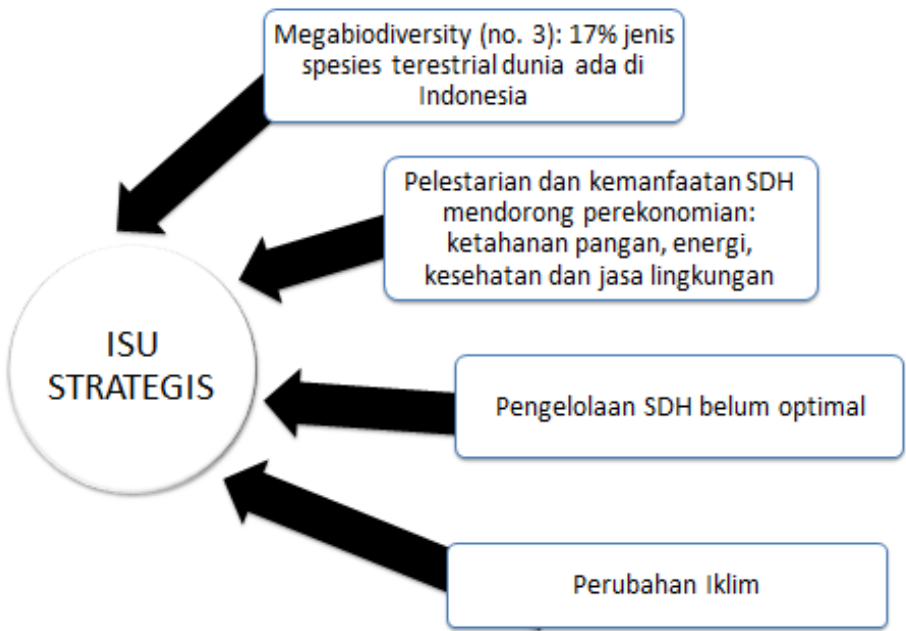 Megabiodiversity (no. 3): 17% jenis
spesies terestrial dunia ada di
Indonesia
Pelestarian dan kemanfaatan SDH
mendorong perekonomian:
ketahanan pangan, energi,
kesehatan dan jasa lingkungan
ISU
STRATEGIS
Pengelolaan SDH belum optimal
Perubahan Iklim